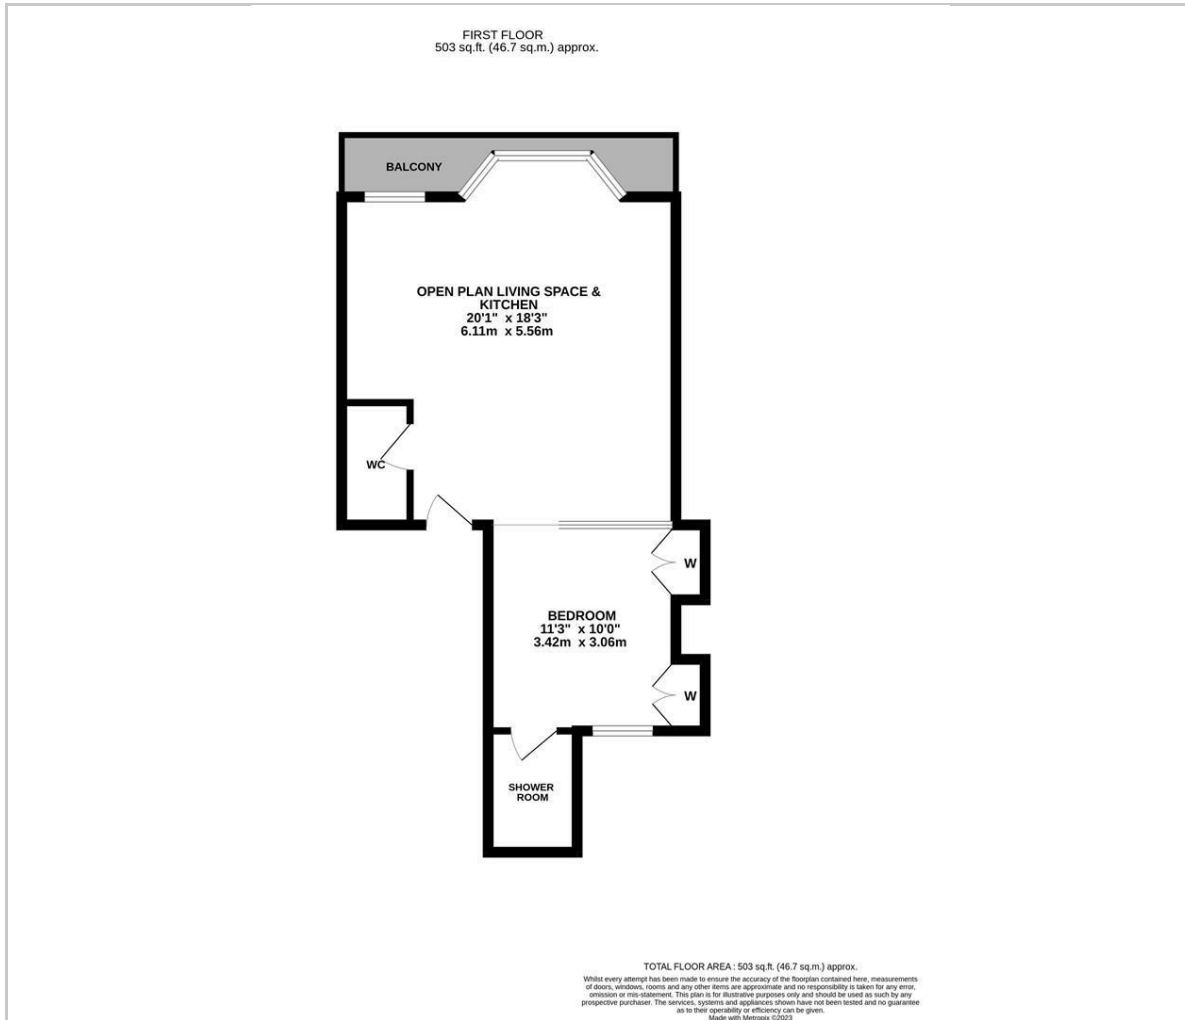 FIRST FLOOR
503 sq.ft. (46.7 sq.m.) approx.
BALCONY
OPEN PLAN LIVING SPACE &
KITCHEN
20'1" x 18'3"
6.11m x 5.56m
WC
W
BEDROOM
11'3" x 10'0"
3.42m x 3.06m
W
SHOWER
ROOM
TOTAL FLOOR AREA : 503 sq.ft. (46.7 sq.m.) approx.
Whilst every attempt has been made to ensure the accuracy of the floorplan contained here, measurements
of doors, windows, rooms and any other items are approximate and no responsibility is taken for any error,
omission or mis-statement. This plan is for illustrative purposes only and should be used as such by any
prospective purchaser. The services, systems and appliances shown have not been tested and no guarantee
as to their operability or efficiency can be given.
Made with Metropix ©2023